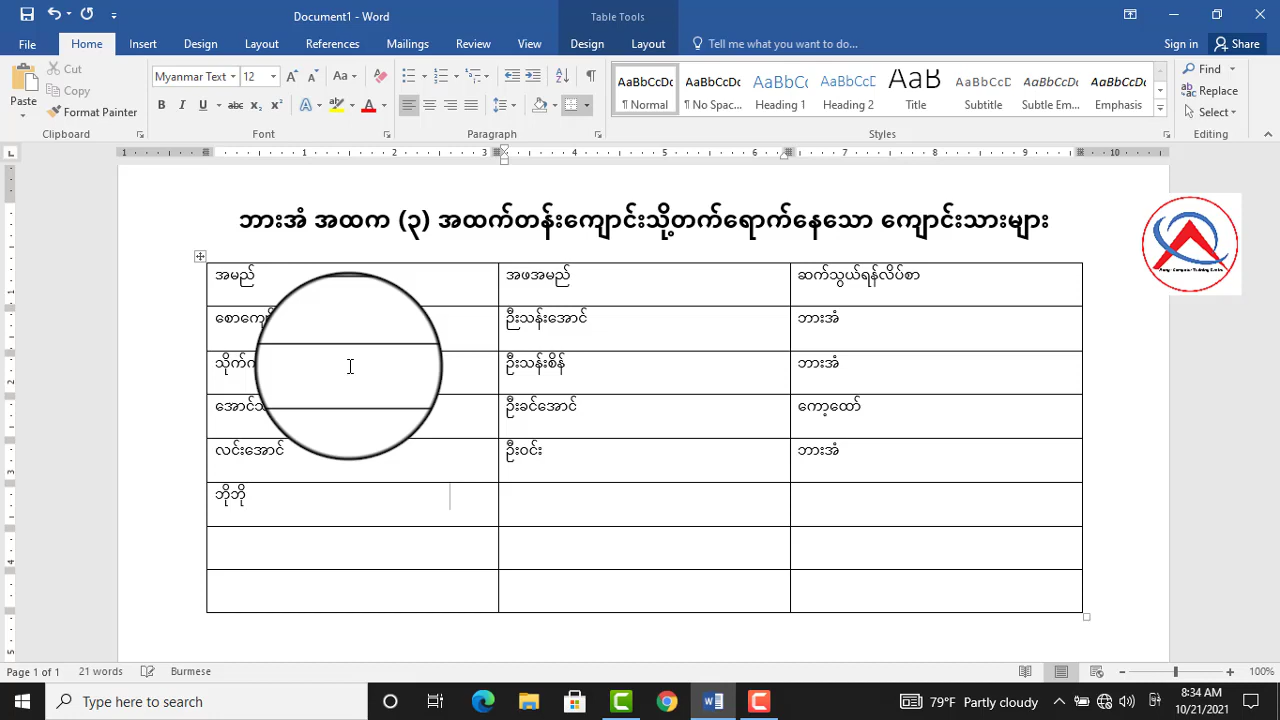 Document1 - Word
Table Tools
File Home Insert Design Layout References Mailings Review View Design Layout Tell me what you want to do... Sign in Share
Paste Cut Copy Format Painter
Clipboard
Myanmar Text 12
Font
Paragraph
AaBbCcDc AaBbCcDc AaBbCc AaBbCcD AaB AaBbCcD AaBbCcDc AaBbCcDc
¶ Normal ¶ No Spac... Heading 1 Heading 2 Title Subtitle Subtle Em... Emphasis
Styles
Find
Replace
Select
Editing
ဘားအံ အထက (၃) အထက်တန်းကျောင်းသို့တက်ရောက်နေသော ကျောင်းသားများ
အမည် အဖအမည် ဆက်သွယ်ရန်လိပ်စာ
ဦးသန်းအောင် ဘားအံ
ဦးသန်းစိန် ဘားအံ
ဦးခင်အောင် ကော့ထော်
လင်းအောင် ဦးဝင်း ဘားအံ
ဘိုဘို
Page 1 of 1 21 words Burmese 100%
Type here to search
79°F Partly cloudy
8:34 AM
10/21/2021